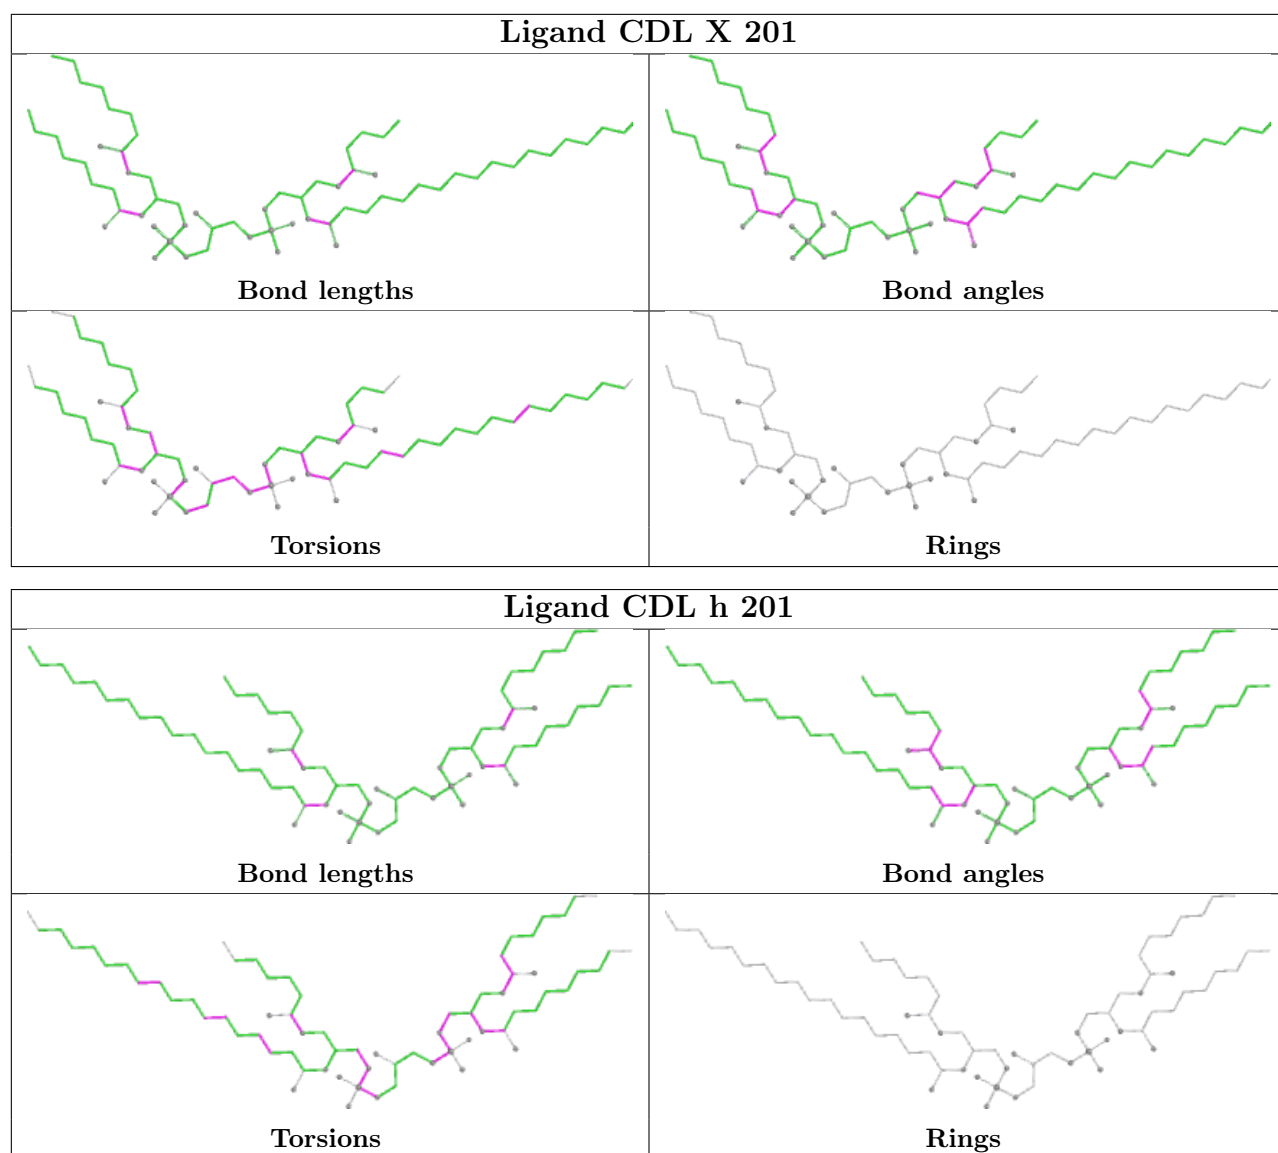 Ligand CDL X 201
Bond lengths
Bond angles
Torsions
Rings
Ligand CDL h 201
Bond lengths
Bond angles
Torsions
Rings